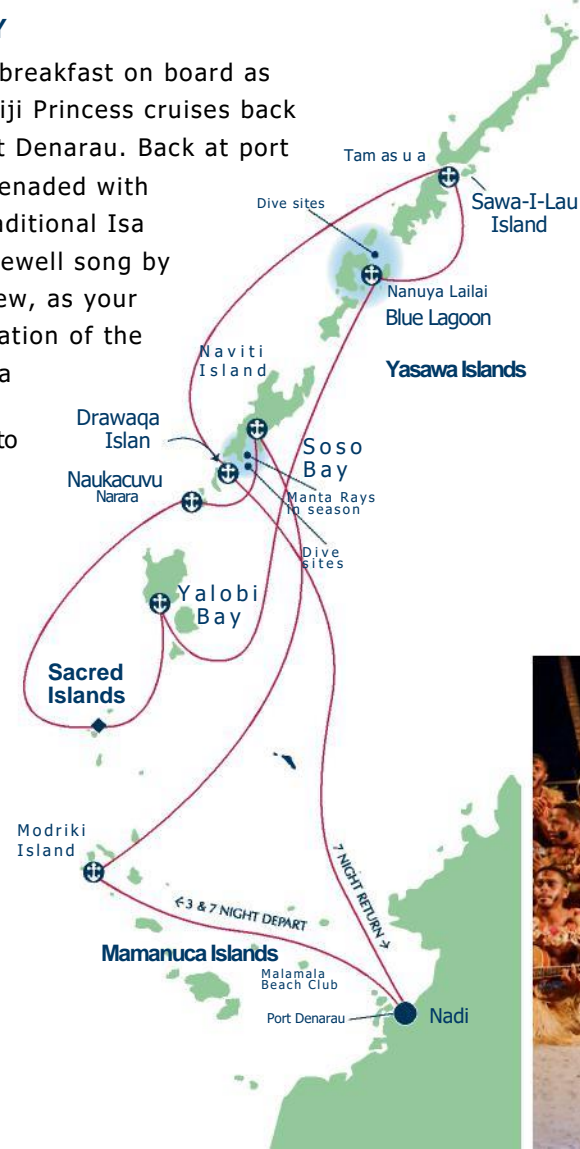 Y
breakfast on board as
iji Princess cruises back
t Denarau. Back at port
enaded with
aditional Isa
ewell song by
ew, as your
ation of the
a
to
Tam as u a
Dive sites
Sawa-I-Lau
Island
Nanuya Lailai
Blue Lagoon
Yasawa Islands
Naviti
Island
Drawaqa
Islan
Soso
Bay
Naukacuvu
Narara
Manta Rays
in season
Dive
sites
Yalobi
Bay
Sacred
Islands
Modriki
Island
7 NIGHT RETURN →
← 3 & 7 NIGHT DEPART
Mamanuca Islands
Malamala
Beach Club
Port Denarau
Nadi